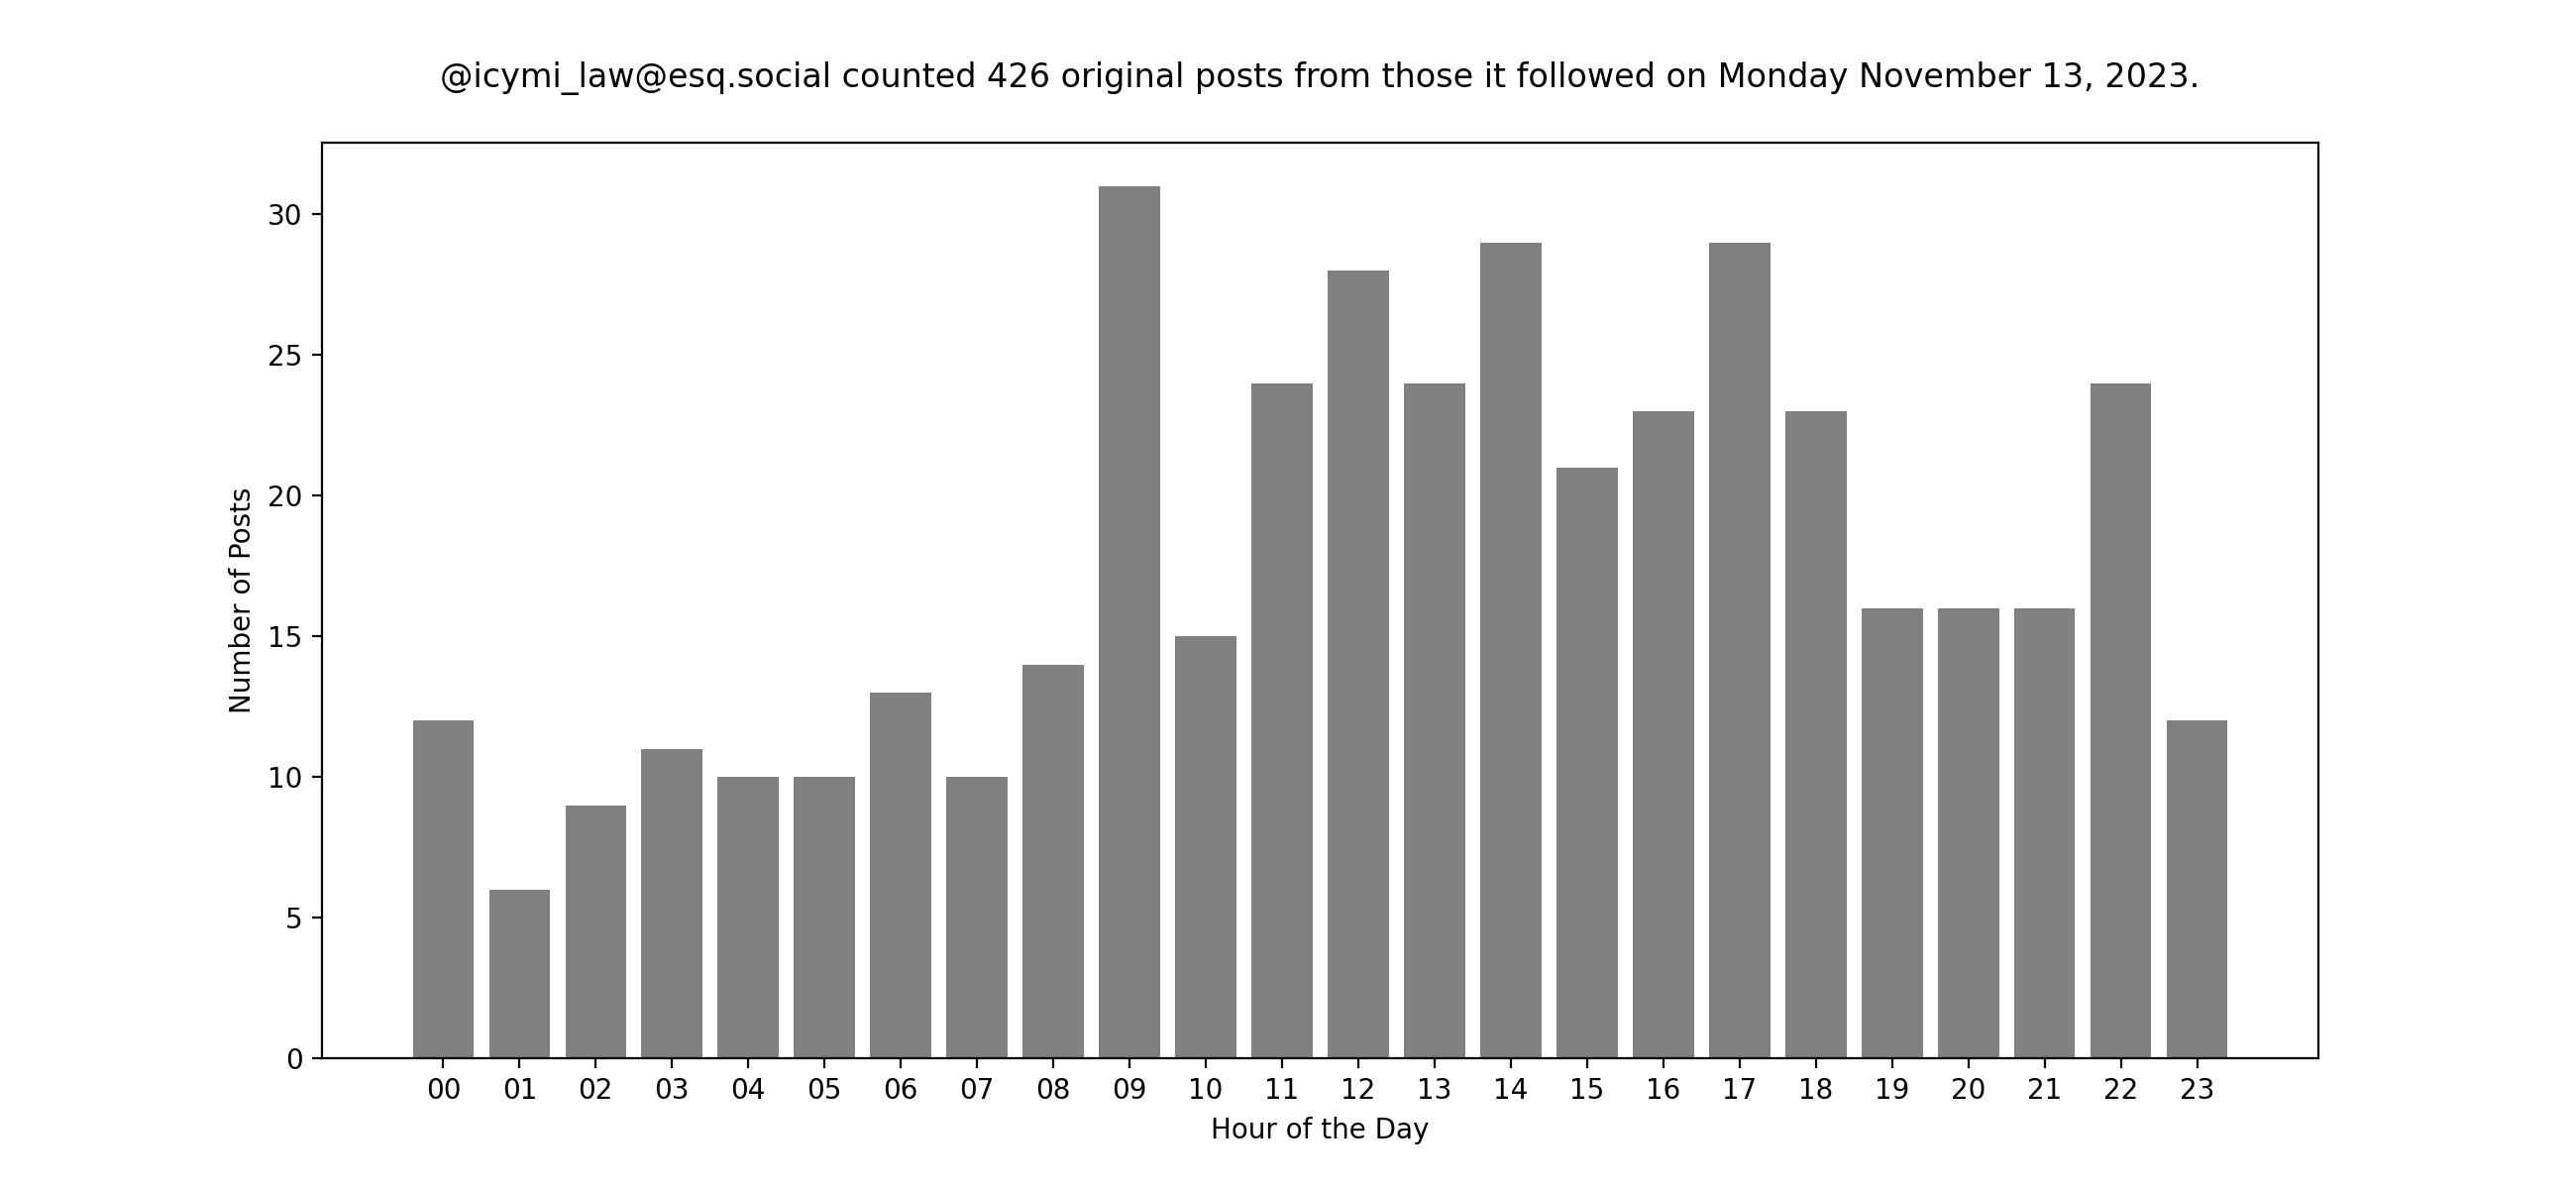 @icymi_law@esq.social counted 426 original posts from those it followed on Monday November 13, 2023.
30
25
20
15
10
5
0
Number of Posts
00 01 02 03 04 05 06 07 08 09 10 11 12 13 14 15 16 17 18 19 20 21 22 23
Hour of the Day